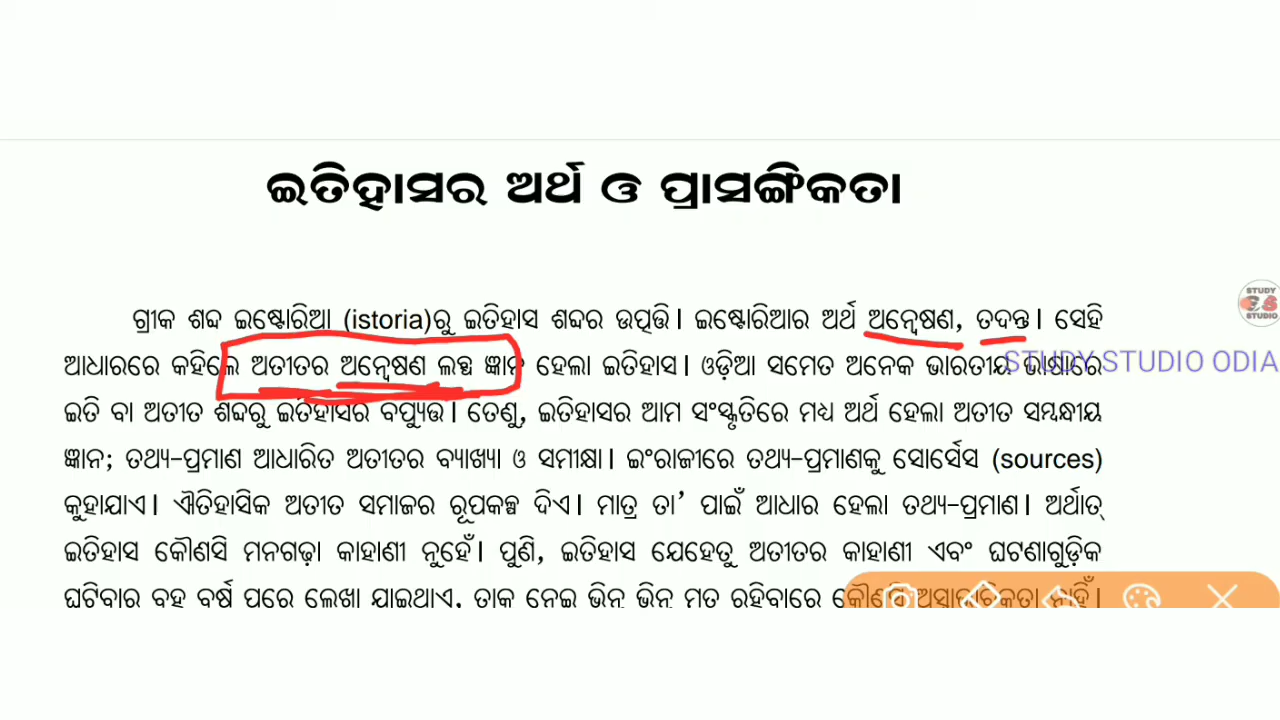 ଇତିହାସର ଅର୍ଥ ଓ ପ୍ରାସଙ୍ଗିକତା
ଗ୍ରୀକ ଶବ୍ଦ ଇଷ୍ଟୋରିଆ (istoria)ରୁ ଇତିହାସ ଶବ୍ଦର ଉତ୍ପତ୍ତି। ଇଷ୍ଟୋରିଆର ଅର୍ଥ ଅନ୍ୱେଷଣ, ତଦନ୍ତ। ସେହି
ଆଧାରରେ କହିଲେ ଅତୀତର ଅନ୍ୱେଷଣ ଲବ୍ଧ ଜ୍ଞାନ ହେଲା ଇତିହାସ। ଓଡ଼ିଆ ସମେତ ଅନେକ ଭାରତୀୟ ଭାଷାରେ
ଇତି ବା ଅତୀତ ଶବ୍ଦରୁ ଇତିହାସର ବ୍ୟୁପ୍ତି। ତେଣୁ, ଇତିହାସର ଆମ ସଂସ୍କୃତିରେ ମଧ୍ୟ ଅର୍ଥ ହେଲା ଅତୀତ ସମ୍ବନ୍ଧୀୟ
ଜ୍ଞାନ; ତଥ୍ୟ-ପ୍ରମାଣ ଆଧାରିତ ଅତୀତର ବ୍ୟାଖ୍ୟା ଓ ସମୀକ୍ଷା। ଇଂରାଜୀରେ ତଥ୍ୟ-ପ୍ରମାଣକୁ ସୋର୍ସେସ (sources)
କୁହାଯାଏ। ଐତିହାସିକ ଅତୀତ ସମାଜର ରୂପକଳ୍ପ ଦିଏ। ମାତ୍ର ତା' ପାଇଁ ଆଧାର ହେଲା ତଥ୍ୟ-ପ୍ରମାଣ। ଅର୍ଥାତ୍
ଇତିହାସ କୌଣସି ମନଗଢ଼ା କାହାଣୀ ନୁହେଁ। ପୁଣି, ଇତିହାସ ଯେହେତୁ ଅତୀତର କାହାଣୀ ଏବଂ ଘଟଣାଗୁଡ଼ିକ
ଘଟିବାର ବହୁ ବର୍ଷ ପରେ ଲେଖା ଯାଇଥାଏ, ତାକୁ ନେଇ ଭିନ୍ନ ଭିନ୍ନ ମତ ରହିବାରେ କୌଣସି ଅସ୍ୱାଭାବିକତା ନାହିଁ।
STUDY STUDIO
STUDY STUDIO ODIA